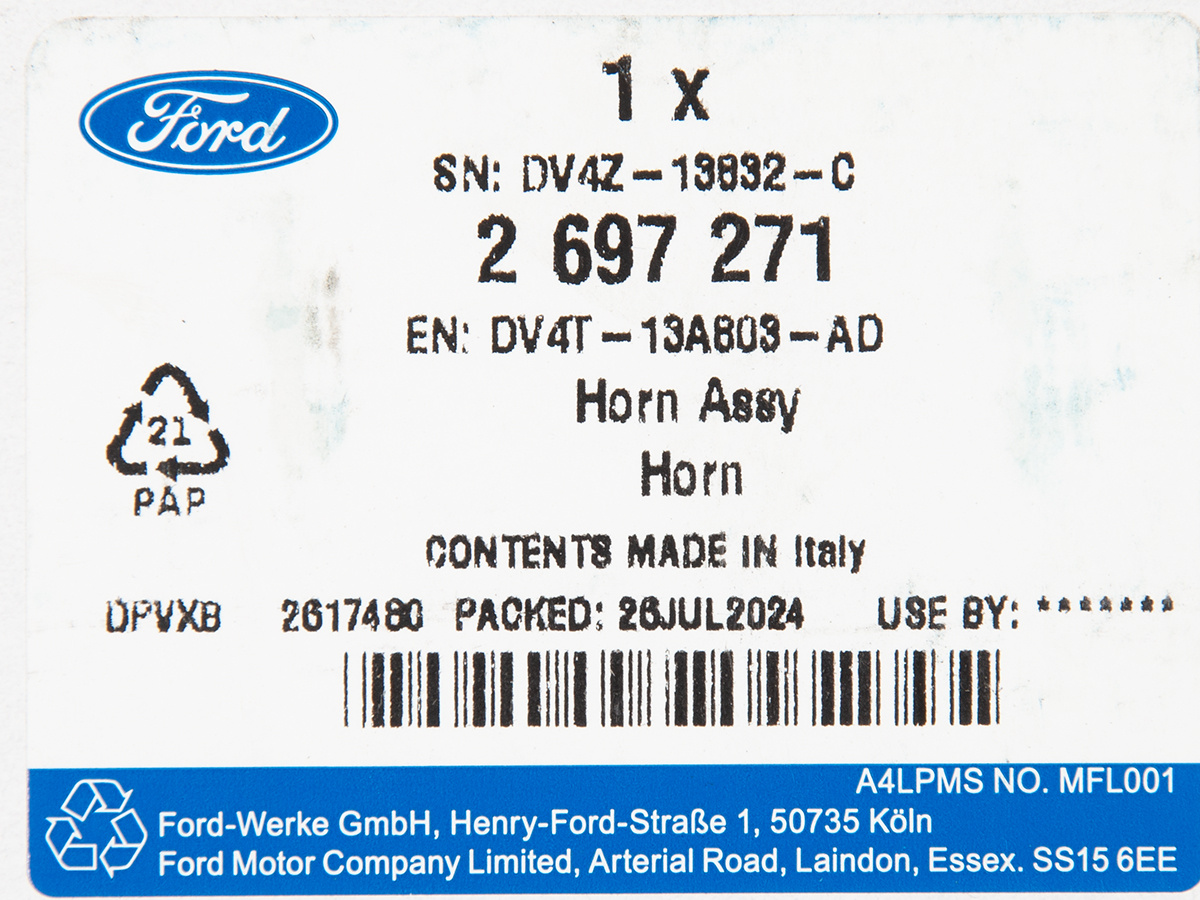 Ford
1 x
SN: DV4Z-13832-C
2 697 271
EN: DV4T-13A803-AD
Horn Assy
Horn
21
PAP
CONTENTS MADE IN Italy
DPVXB 2617480 PACKED: 26JUL2024 USE BY: *******
A4LPMS NO. MFL001
Ford-Werke GmbH, Henry-Ford-Straße 1, 50735 Köln
Ford Motor Company Limited, Arterial Road, Laindon, Essex. SS15 6EE